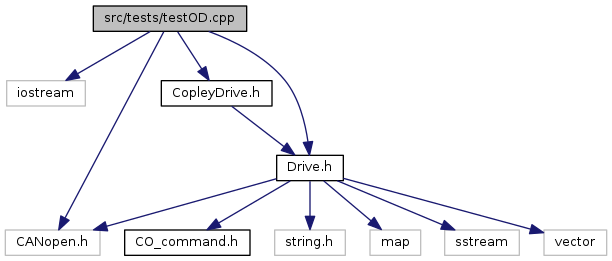 src/tests/testOD.cpp
iostream
CopleyDrive.h
Drive.h
CANopen.h
CO_command.h
string.h
map
sstream
vector